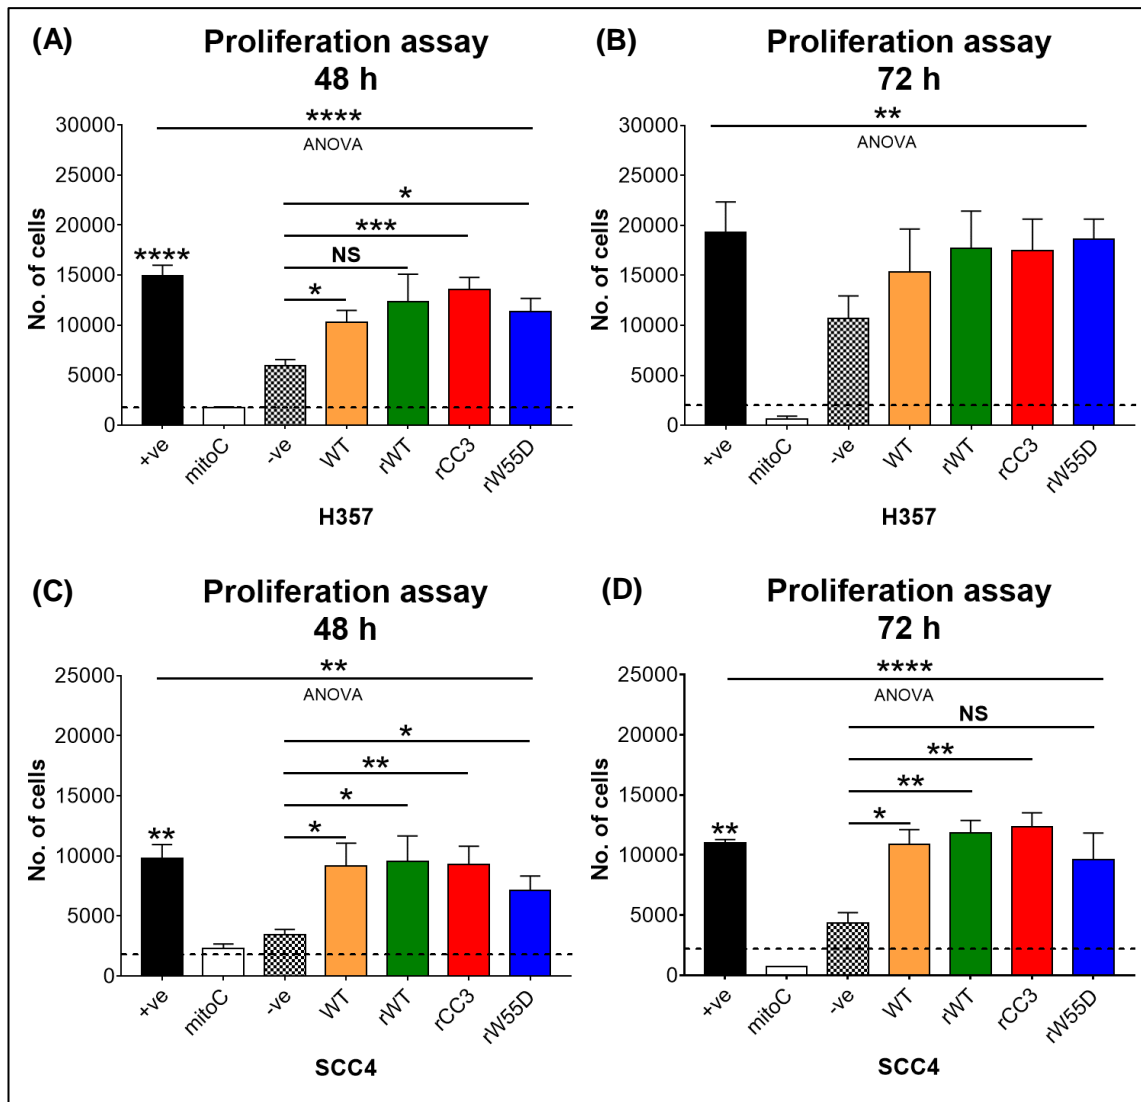 (A)
Proliferation assay
48 h
No. of cells
30000
25000
20000
15000
10000
5000
0
****
ANOVA
*
***
NS
*
****
+ve
mitoC
-ve
WT
rWT
rCC3
rW55D
H357
(B)
Proliferation assay
72 h
No. of cells
30000
25000
20000
15000
10000
5000
0
**
ANOVA
+ve
mitoC
-ve
WT
rWT
rCC3
rW55D
H357
(C)
Proliferation assay
48 h
No. of cells
25000
20000
15000
10000
5000
0
**
ANOVA
*
**
*
*
**
+ve
mitoC
-ve
WT
rWT
rCC3
rW55D
SCC4
(D)
Proliferation assay
72 h
No. of cells
25000
20000
15000
10000
5000
0
****
ANOVA
NS
**
**
*
**
+ve
mitoC
-ve
WT
rWT
rCC3
rW55D
SCC4